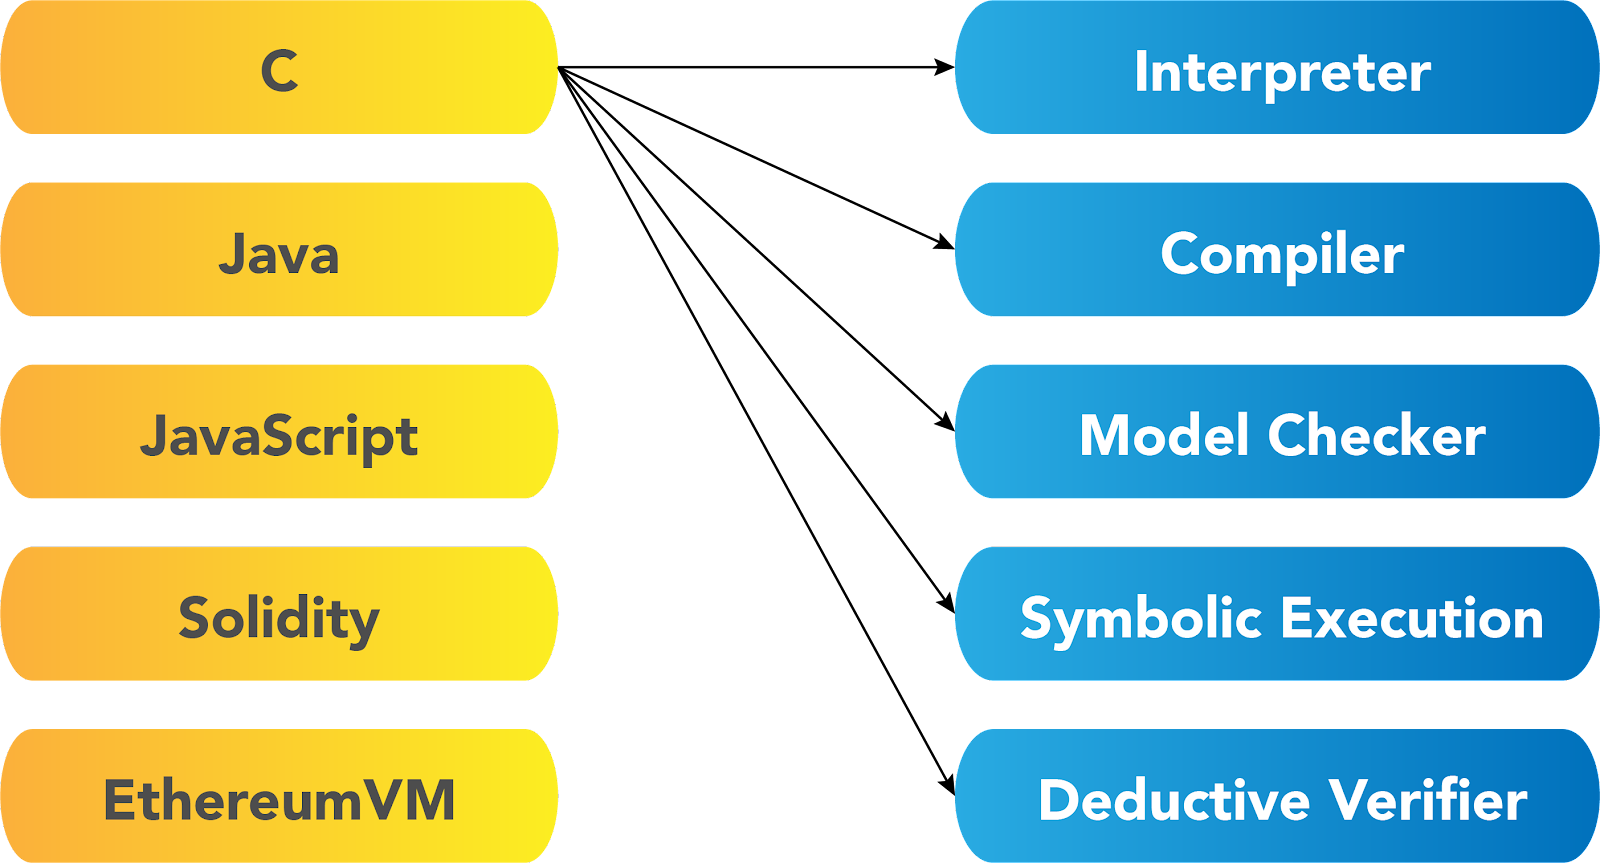 C
Interpreter
Java
Compiler
JavaScript
Model Checker
Solidity
Symbolic Execution
EthereumVM
Deductive Verifier